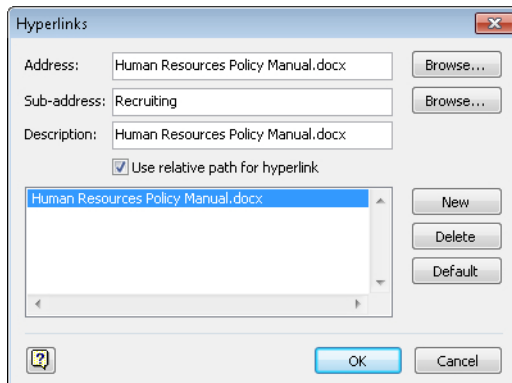 Hyperlinks
Address: Human Resources Policy Manual.docx Browse...
Sub-address: Recruiting Browse...
Description: Human Resources Policy Manual.docx
Use relative path for hyperlink
Human Resources Policy Manual.docx
New
Delete
Default
?
OK Cancel